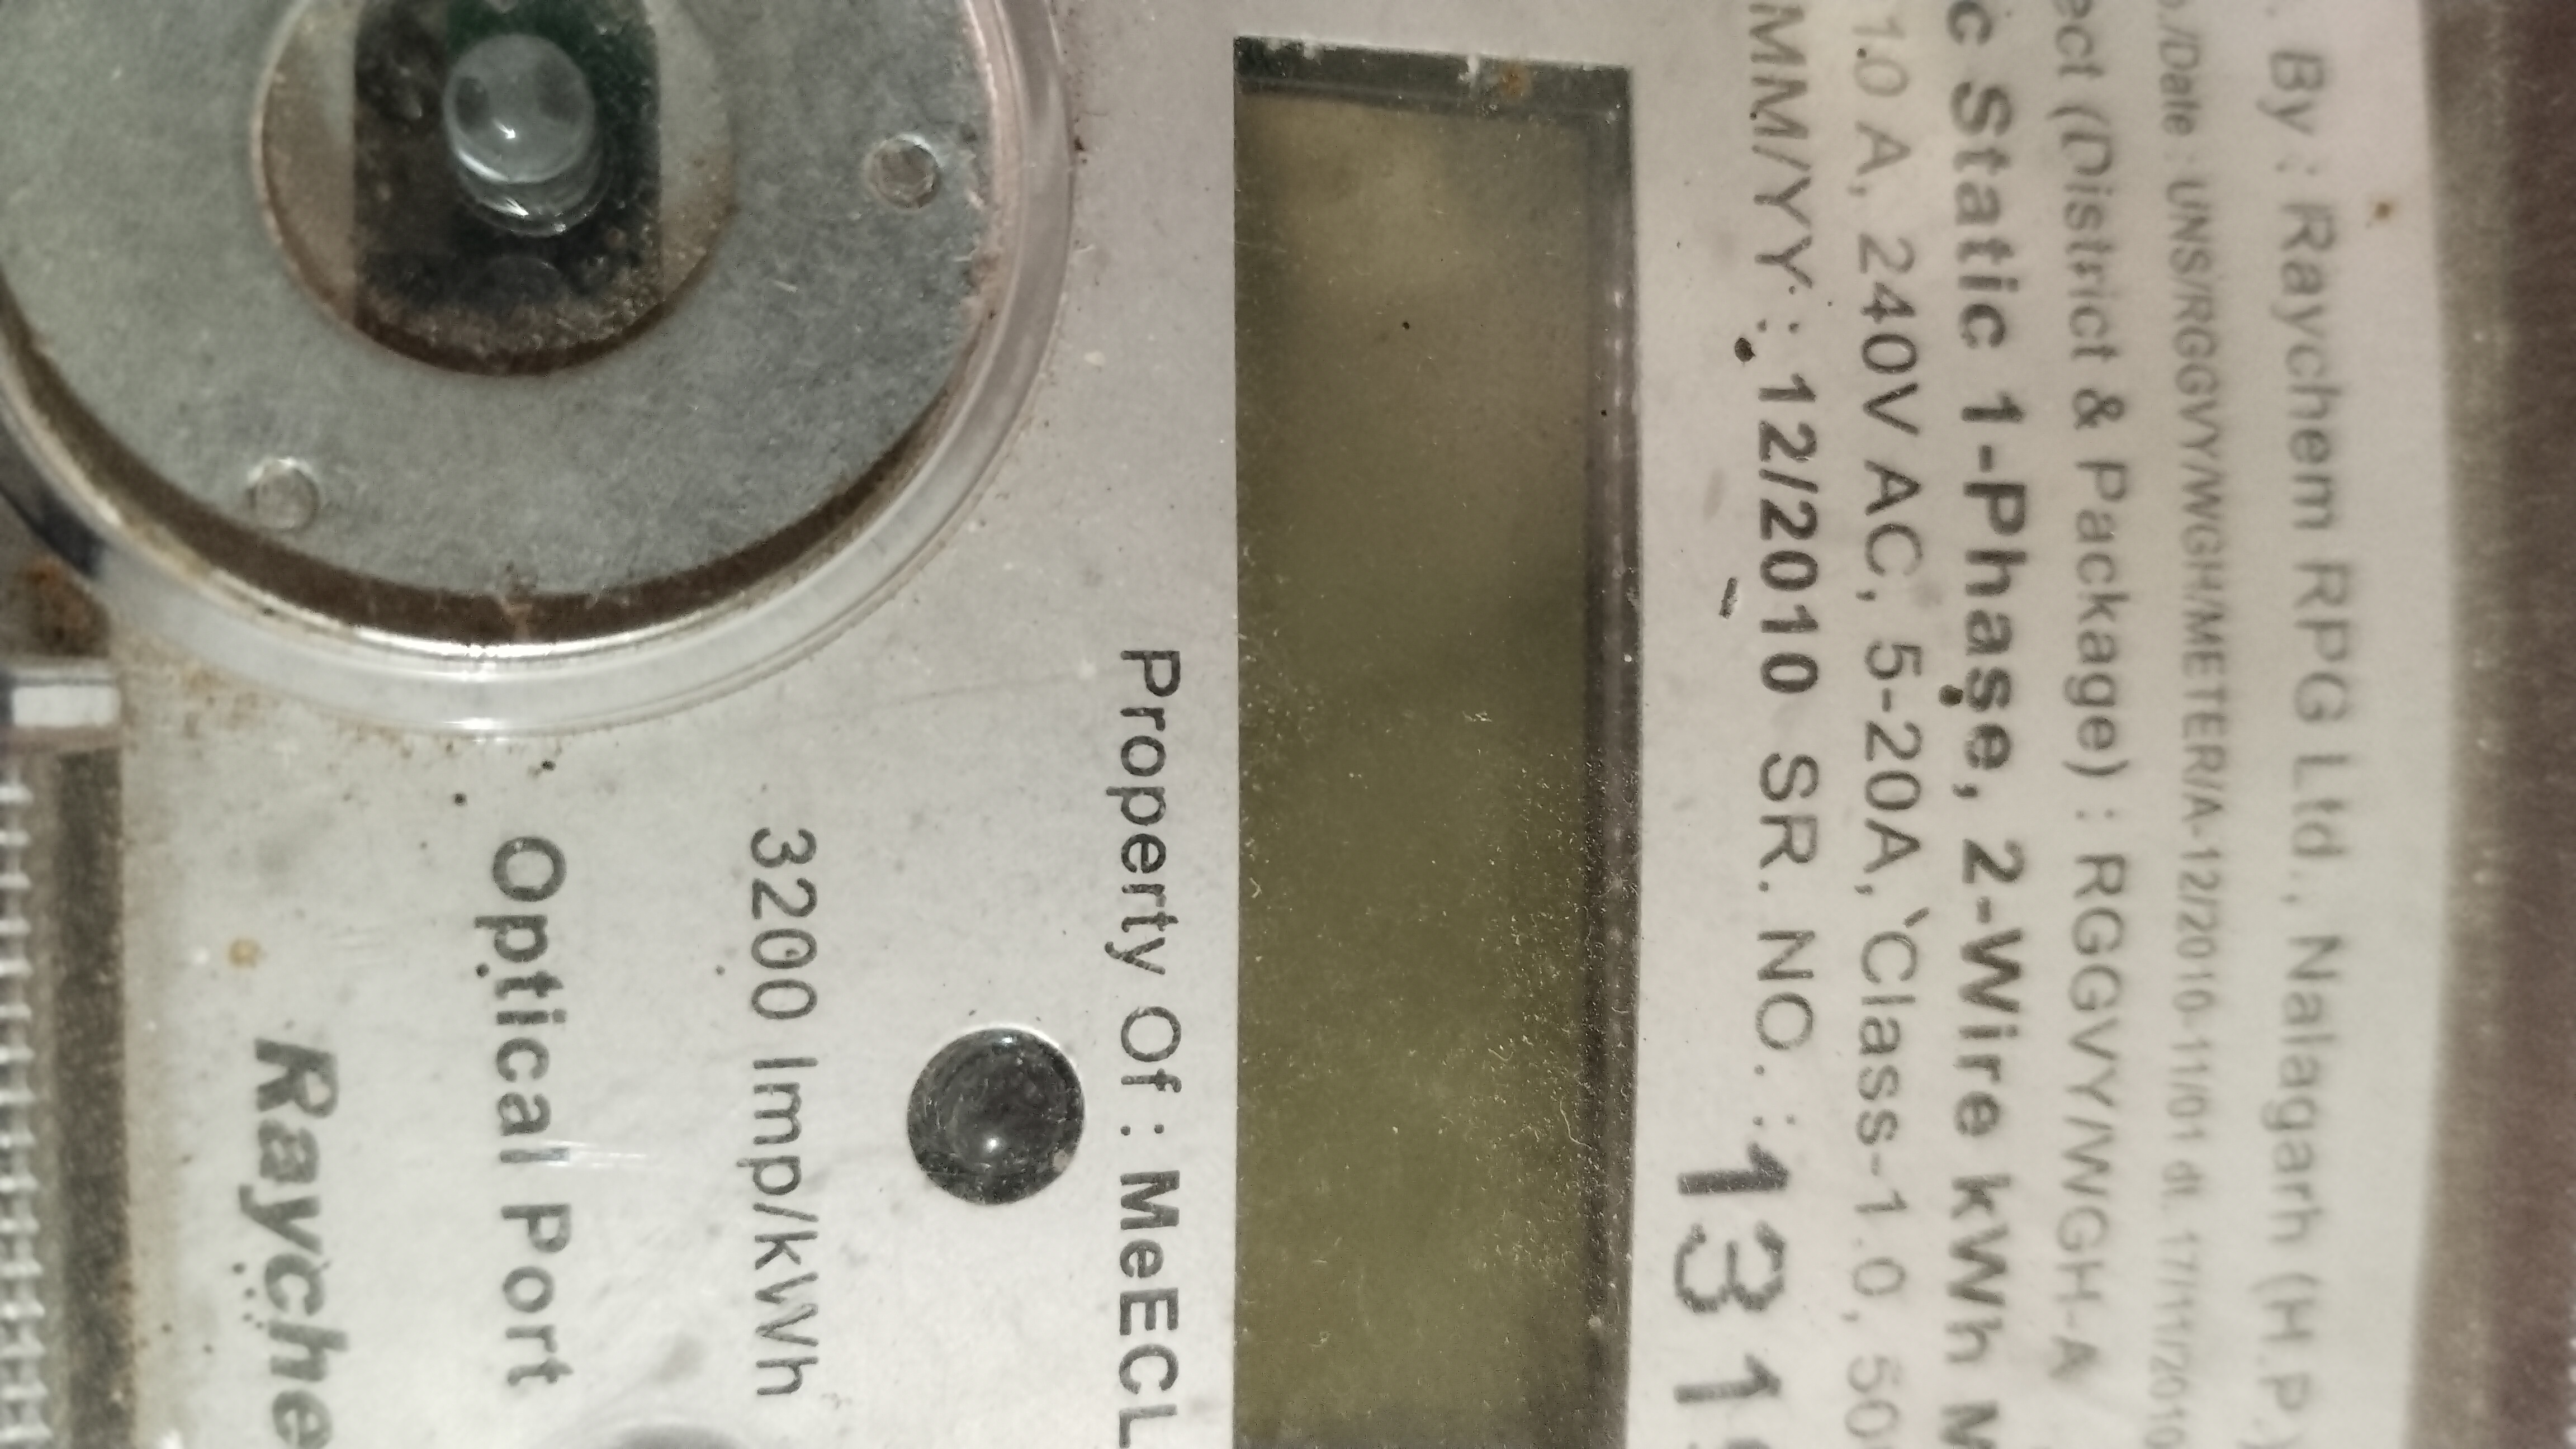 . By : Raychem RPG Ltd., Nalagarh (H.P.)
o./Date : UNS/RGGVY/WGH/METER/A-12/2010-11/01 dt. 17/11/2010
ect (District & Package) : RGGVY/WGH-A
c Static 1-Phase, 2-Wire kWh M
1.0 A, 240V AC, 5-20A, Class-1.0, 50
MM/YY : 12/2010 SR. NO. : 131
Property Of : MeECL
3200 Imp/kWh
Optical Port
Rayche